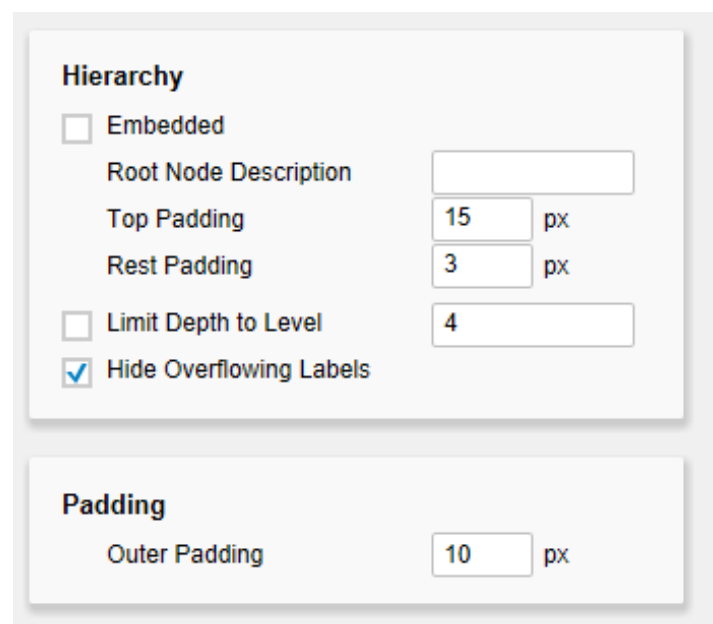 Hierarchy
Embedded
Root Node Description
Top Padding 15 px
Rest Padding 3 px
Limit Depth to Level 4
Hide Overflowing Labels
Padding
Outer Padding 10 px